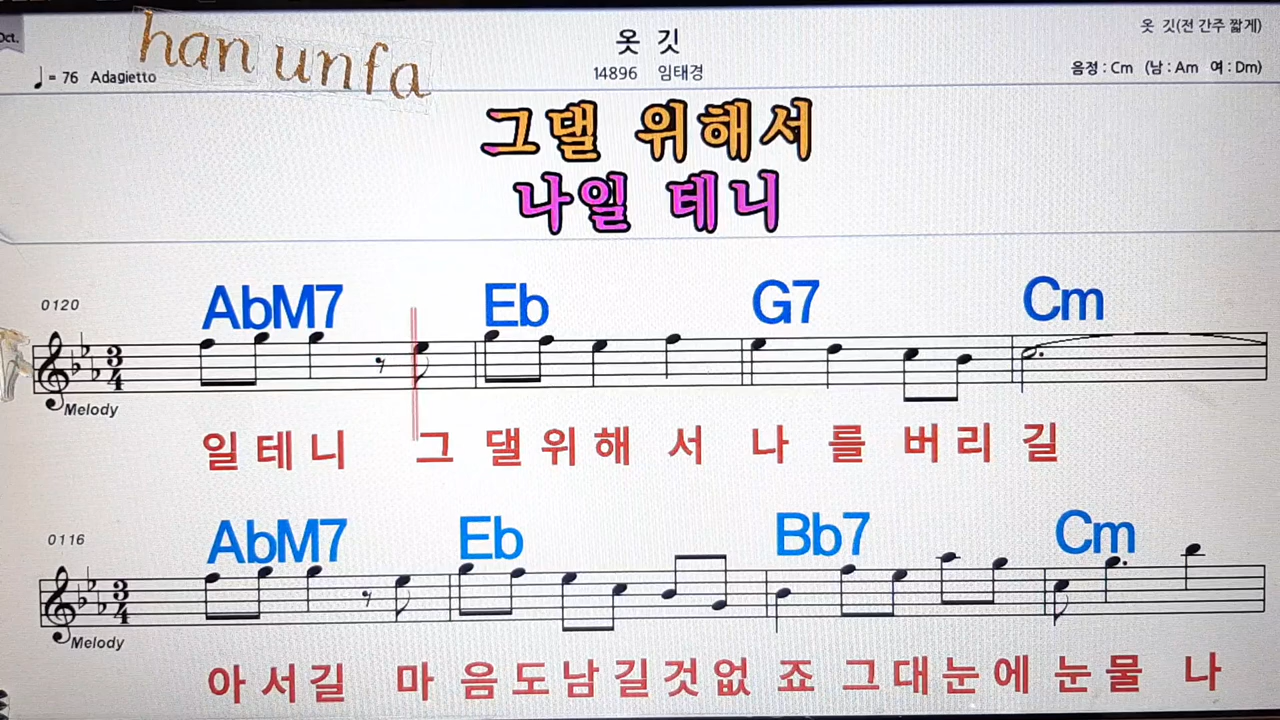 Oct.
han unfa
옷 깃
옷 깃(전 간주 짧게)
♩= 76 Adagietto
14896 임태경
음정 : Cm (남 : Am 여 : Dm)
그댈 위해서
나일 테니
0120
AbM7 Eb G7 Cm
3
4
Melody
일 테 니 그 댈 위 해 서 나 를 버 리 길
0116
AbM7 Eb Bb7 Cm
3
4
Melody
아 서 길 마 음 도 남 길 것 없 죠 그 대 눈 에 눈 물 나